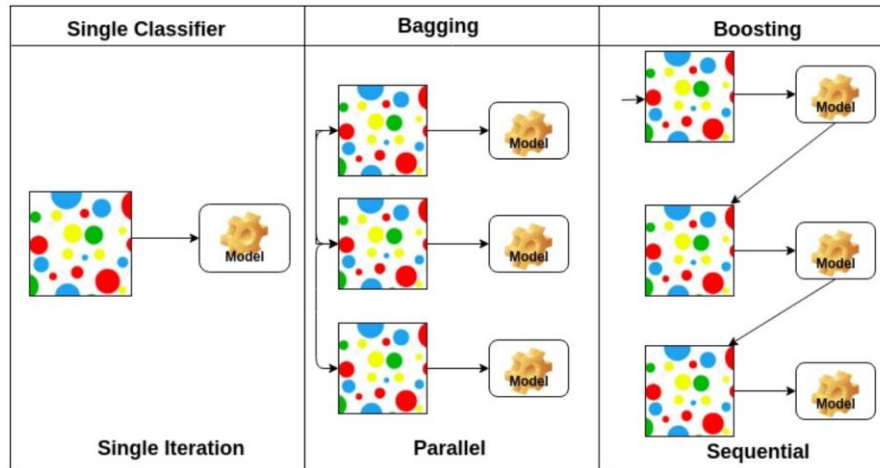 Single Classifier
Bagging
Boosting
Model
Single Iteration
Model
Model
Model
Parallel
Model
Model
Model
Sequential